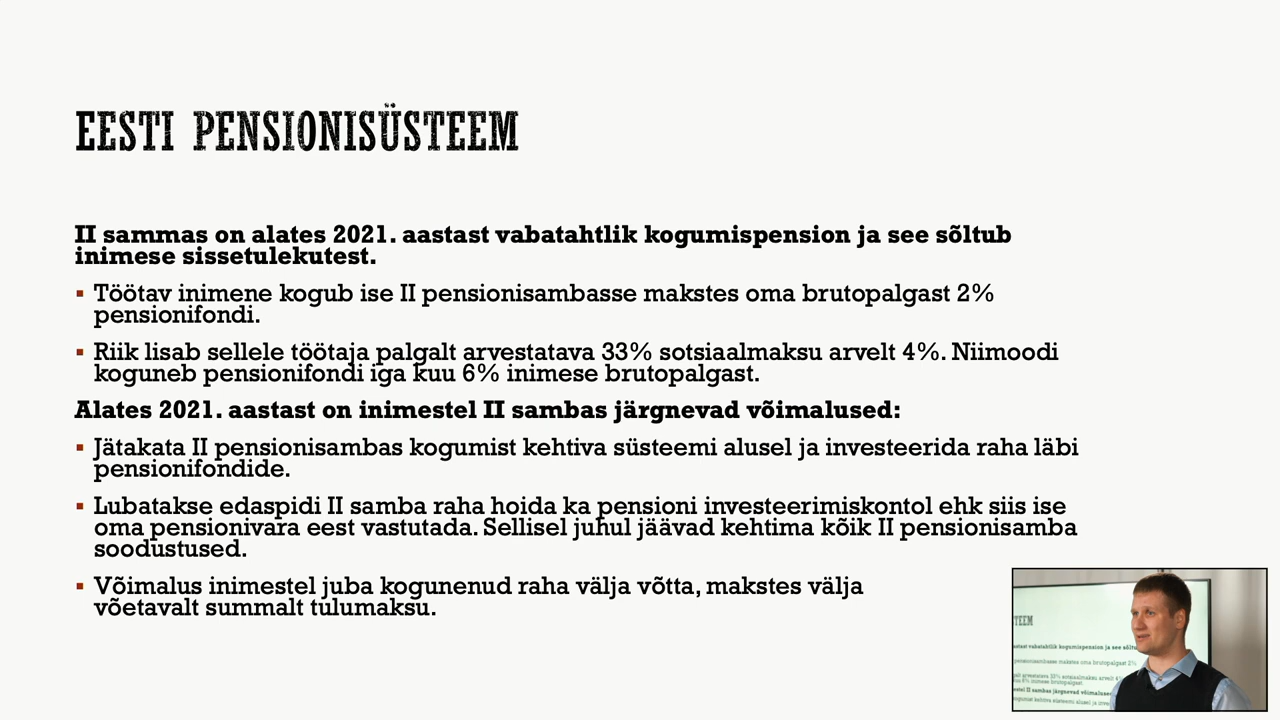 EESTI PENSIONISÜSTEEM
II sammas on alates 2021. aastast vabatahtlik kogumispension ja see sõltub
inimese sissetulekutest.
Töötav inimene kogub ise II pensionisambasse makstes oma brutopalgast 2%
pensionifondi.
Riik lisab sellele töötaja palgalt arvestatava 33% sotsiaalmaksu arvelt 4%. Niimoodi
koguneb pensionifondi iga kuu 6% inimese brutopalgast.
Alates 2021. aastast on inimestel II sambas järgnevad võimalused:
Jätakata II pensionisambas kogumist kehtiva süsteemi alusel ja investeerida raha läbi
pensionifondide.
Lubatakse edaspidi II samba raha hoida ka pensioni investeerimiskontol ehk siis ise
oma pensionivara eest vastutada. Sellisel juhul jäävad kehtima kõik II pensionisamba
soodustused.
Võimalus inimestel juba kogunenud raha välja võtta, makstes välja
võetavalt summalt tulumaksu.